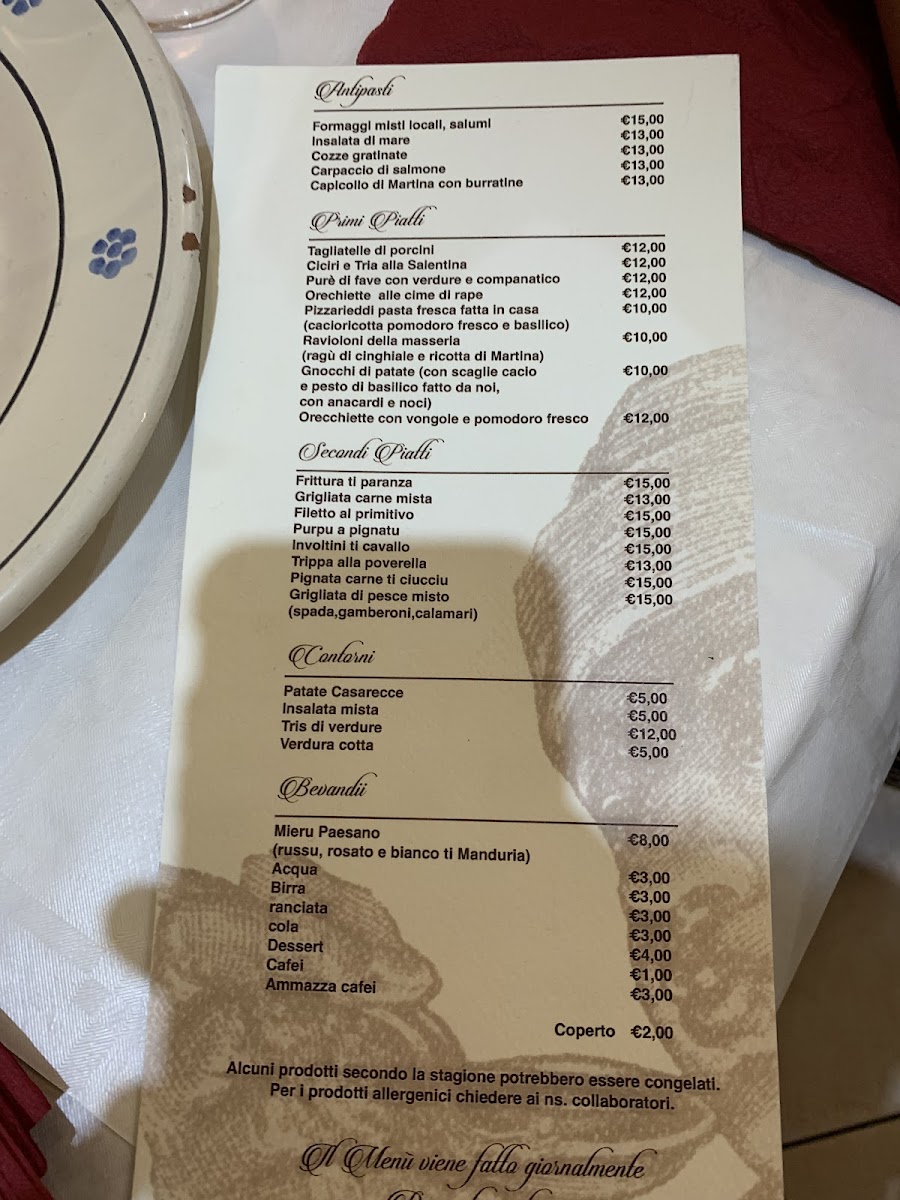 Antipasti
Formaggi misti locali, salumi €15,00
Insalata di mare €13,00
Cozze gratinate €13,00
Carpaccio di salmone €13,00
Capicollo di Martina con burratine €13,00
Primi Piatti
Tagliatelle di porcini €12,00
Ciciri e Tria alla Salentina €12,00
Purè di fave con verdure e companatico €12,00
Orechiette alle cime di rape €12,00
Pizzarieddi pasta fresca fatta in casa €10,00
(cacioricotta pomodoro fresco e basilico)
Ravioloni della masseria €10,00
(ragù di cinghiale e ricotta di Martina)
Gnocchi di patate (con scaglie cacio €10,00
e pesto di basilico fatto da noi,
con anacardi e noci)
Orecchiette con vongole e pomodoro fresco €12,00
Secondi Piatti
Frittura ti paranza €15,00
Grigliata carne mista €13,00
Filetto al primitivo €15,00
Purpu a pignatu €15,00
Involtini ti cavallo €15,00
Trippa alla poverella €13,00
Pignata carne ti ciucciu €15,00
Grigliata di pesce misto €15,00
(spada,gamberoni,calamari)
Contorni
Patate Casarecce €5,00
Insalata mista €5,00
Tris di verdure €12,00
Verdura cotta €5,00
Bevandii
Mieru Paesano €8,00
(russu, rosato e bianco ti Manduria)
Acqua €3,00
Birra €3,00
ranciata €3,00
cola €3,00
Dessert €4,00
Cafei €1,00
Ammazza cafei €3,00
Coperto €2,00
Alcuni prodotti secondo la stagione potrebbero essere congelati.
Per i prodotti allergenici chiedere ai ns. collaboratori.
Il Menù viene fatto giornalmente